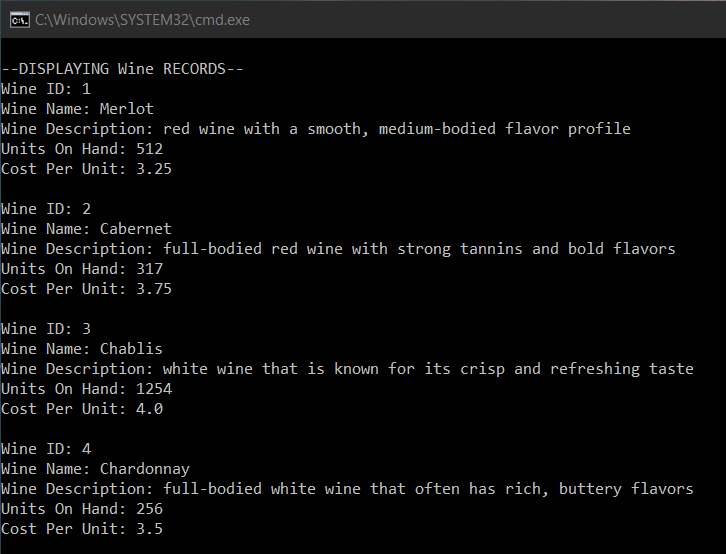 C:\Windows\SYSTEM32\cmd.exe
--DISPLAYING Wine RECORDS--
Wine ID: 1
Wine Name: Merlot
Wine Description: red wine with a smooth, medium-bodied flavor profile
Units On Hand: 512
Cost Per Unit: 3.25
Wine ID: 2
Wine Name: Cabernet
Wine Description: full-bodied red wine with strong tannins and bold flavors
Units On Hand: 317
Cost Per Unit: 3.75
Wine ID: 3
Wine Name: Chablis
Wine Description: white wine that is known for its crisp and refreshing taste
Units On Hand: 1254
Cost Per Unit: 4.0
Wine ID: 4
Wine Name: Chardonnay
Wine Description: full-bodied white wine that often has rich, buttery flavors
Units On Hand: 256
Cost Per Unit: 3.5